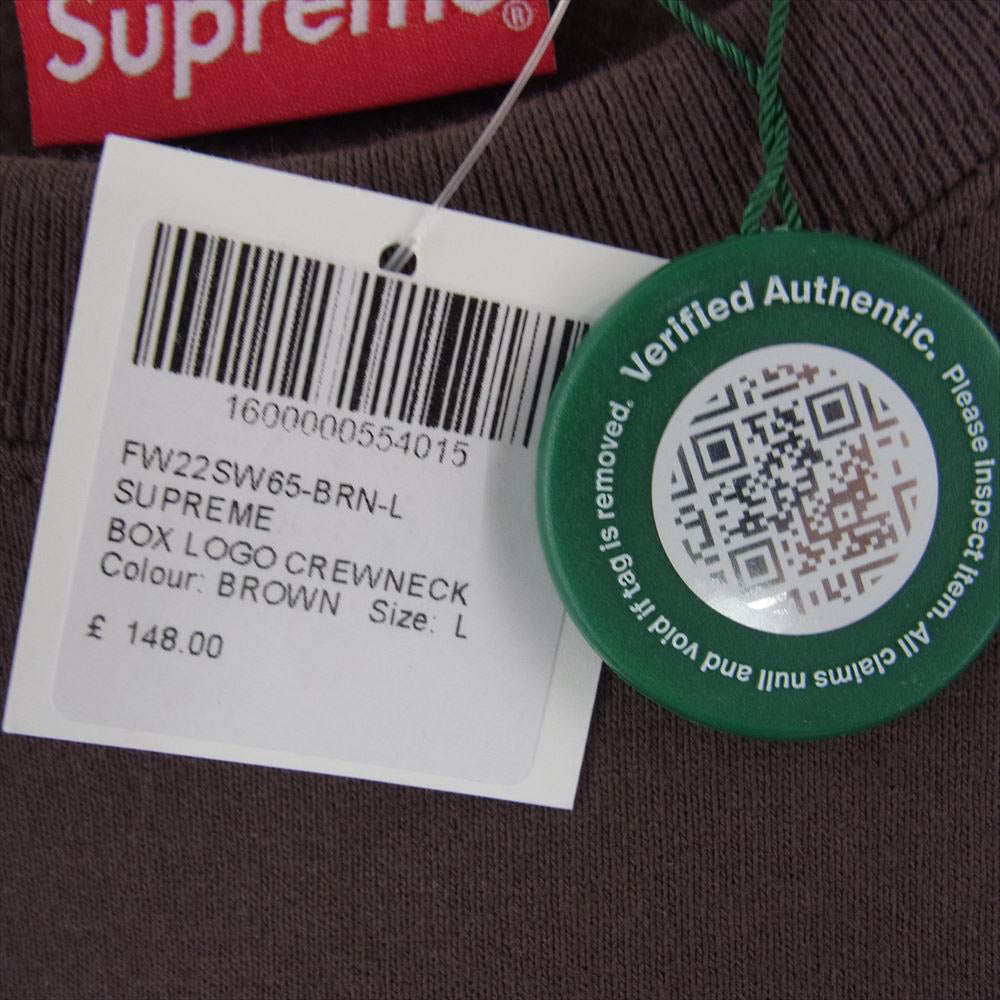 Supreme®
1600000554015
FW22SW65-BRN-L
SUPREME
BOX LOGO CREWNECK
Colour: BROWN Size: L
£ 148.00
Verified Authentic.
Please inspect item. All claims null and void if tag is removed.